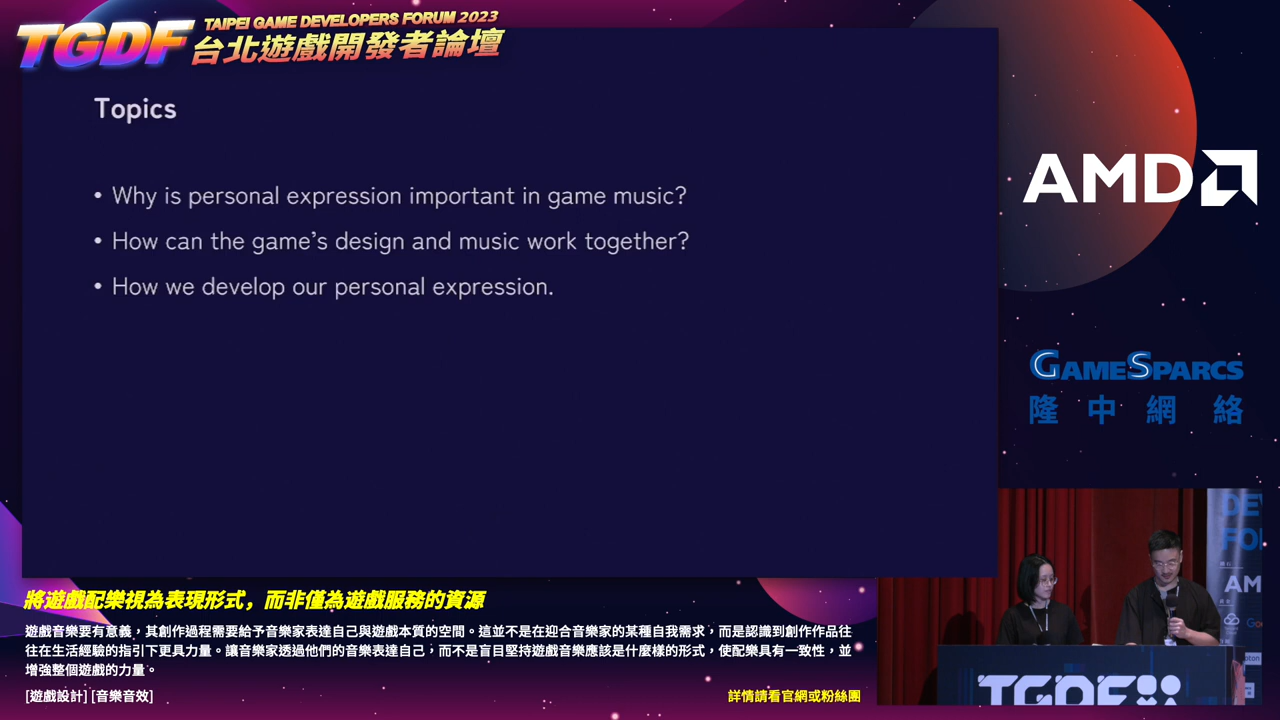 TGDF
TAIPEI GAME DEVELOPERS FORUM 2023
台北遊戲開發者論壇
Topics
• Why is personal expression important in game music?
• How can the game's design and music work together?
• How we develop our personal expression.
AMD
GAMESPARCS
隆中網絡
將遊戲配樂視為表現形式，而非僅為遊戲服務的資源
遊戲音樂要有意義，其創作過程需要給予音樂家表達自己與遊戲本質的空間。這並不是在迎合音樂家的某種自我需求，而是認識到創作作品往
往在生活經驗的指引下更具力量。讓音樂家透過他們的音樂表達自己，而不是盲目堅持遊戲音樂應該是什麼樣的形式，使配樂具有一致性，並
增強整個遊戲的力量。
[遊戲設計] [音樂音效]
詳情請看官網或粉絲團
DEV
FO
AM
TGDF